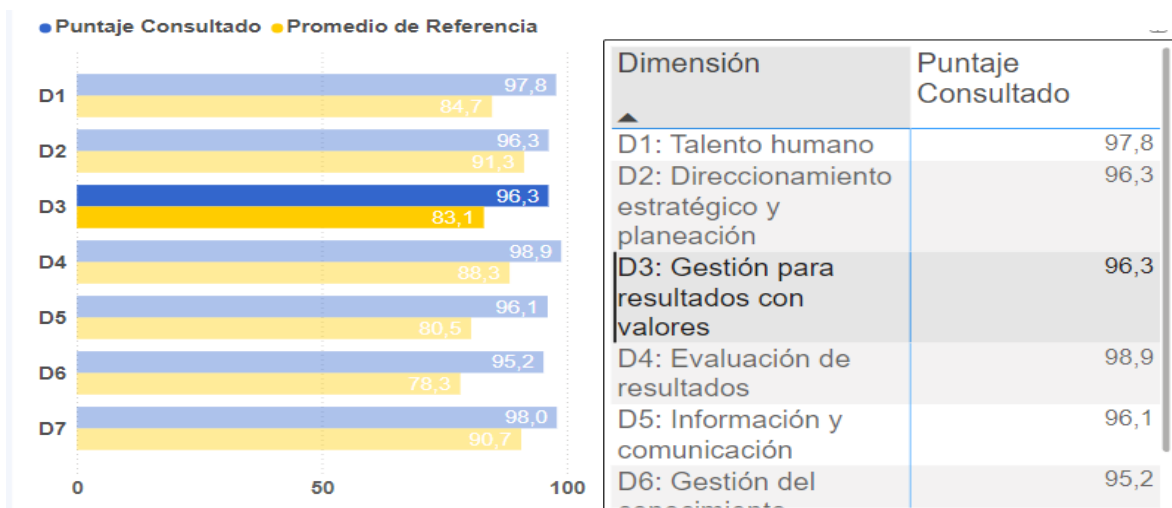 Puntaje Consultado Promedio de Referencia
D1
97,8
84,7
D2
96,3
91,3
D3
96,3
83,1
D4
98,9
88,3
D5
96,1
80,5
D6
95,2
78,3
D7
98,0
90,7
0 50 100
Dimensión
Puntaje
Consultado
D1: Talento humano 97,8
D2: Direccionamiento 96,3
estratégico y
planeación
D3: Gestión para 96,3
resultados con
valores
D4: Evaluación de 98,9
resultados
D5: Información y 96,1
comunicación
D6: Gestión del 95,2